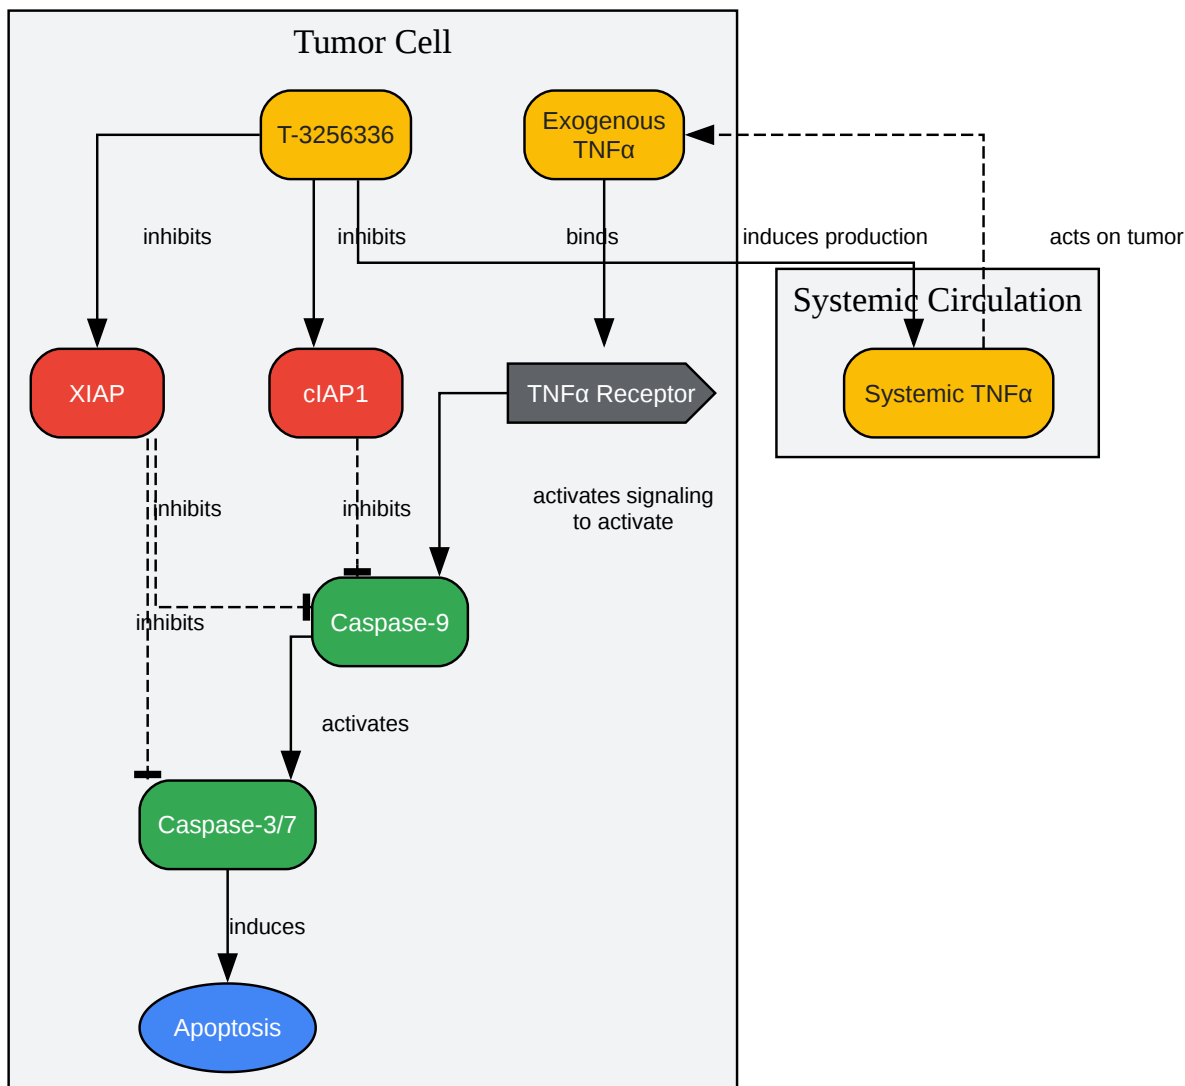 Tumor Cell
T-3256336
Exogenous
TNFα
inhibits
inhibits
binds
induces production
acts on tumor
Systemic Circulation
XIAP
cIAP1
TNFα Receptor
Systemic TNFα
inhibits
inhibits
activates signaling
to activate
inhibits
Caspase-9
activates
Caspase-3/7
induces
Apoptosis